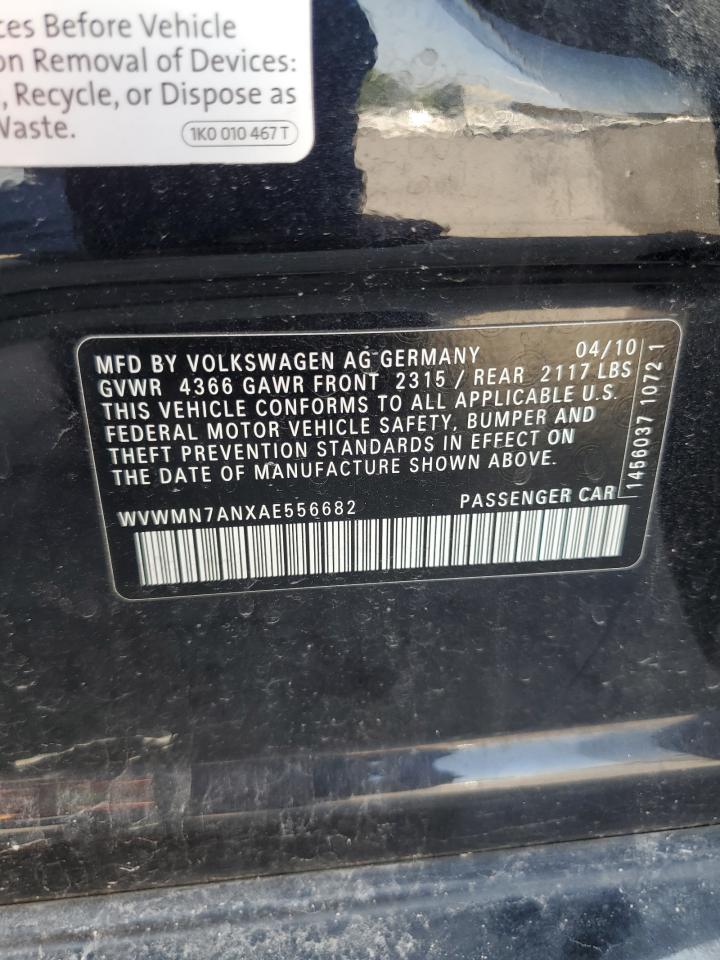 ces Before Vehicle
on Removal of Devices:
, Recycle, or Dispose as
Waste.
1K0 010 467 T
MFD BY VOLKSWAGEN AG GERMANY 04/10
GVWR 4366 GAWR FRONT 2315 / REAR 2117 LBS
THIS VEHICLE CONFORMS TO ALL APPLICABLE U.S.
FEDERAL MOTOR VEHICLE SAFETY, BUMPER AND
THEFT PREVENTION STANDARDS IN EFFECT ON
THE DATE OF MANUFACTURE SHOWN ABOVE.
WVWMN7ANXAE556682 PASSENGER CAR
1456037 1072 1